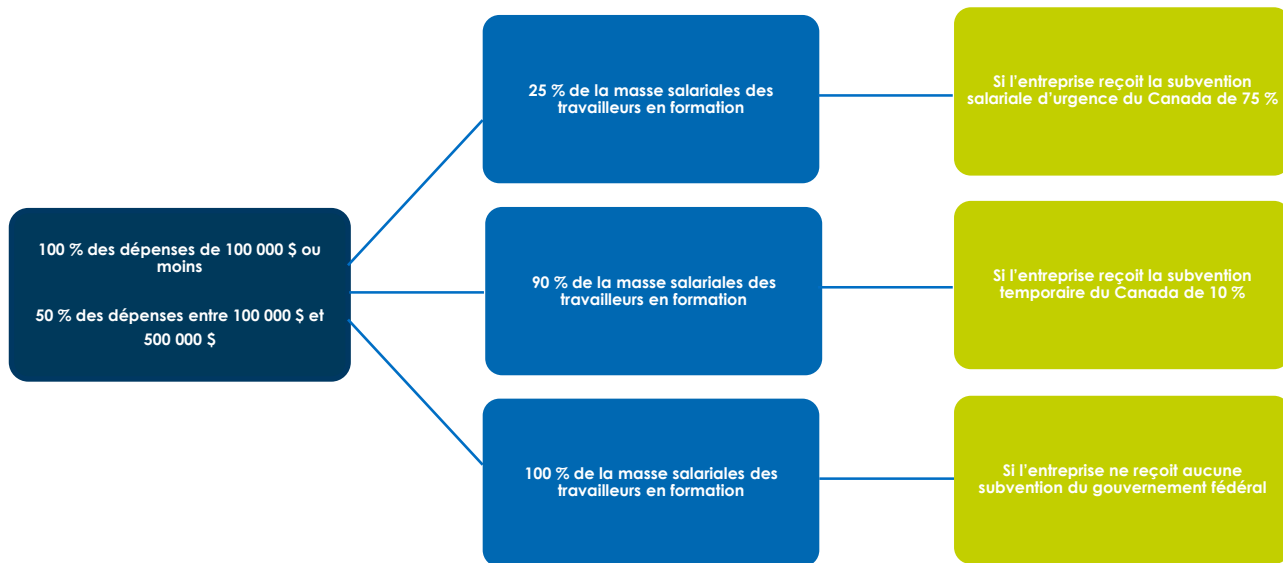 100 % des dépenses de 100 000 $ ou
moins
50 % des dépenses entre 100 000 $ et
500 000 $
25 % de la masse salariales des
travailleurs en formation
Si l'entreprise reçoit la subvention
salariale d'urgence du Canada de 75 %
90 % de la masse salariales des
travailleurs en formation
Si l'entreprise reçoit la subvention
temporaire du Canada de 10 %
100 % de la masse salariales des
travailleurs en formation
Si l'entreprise ne reçoit aucune
subvention du gouvernement fédéral